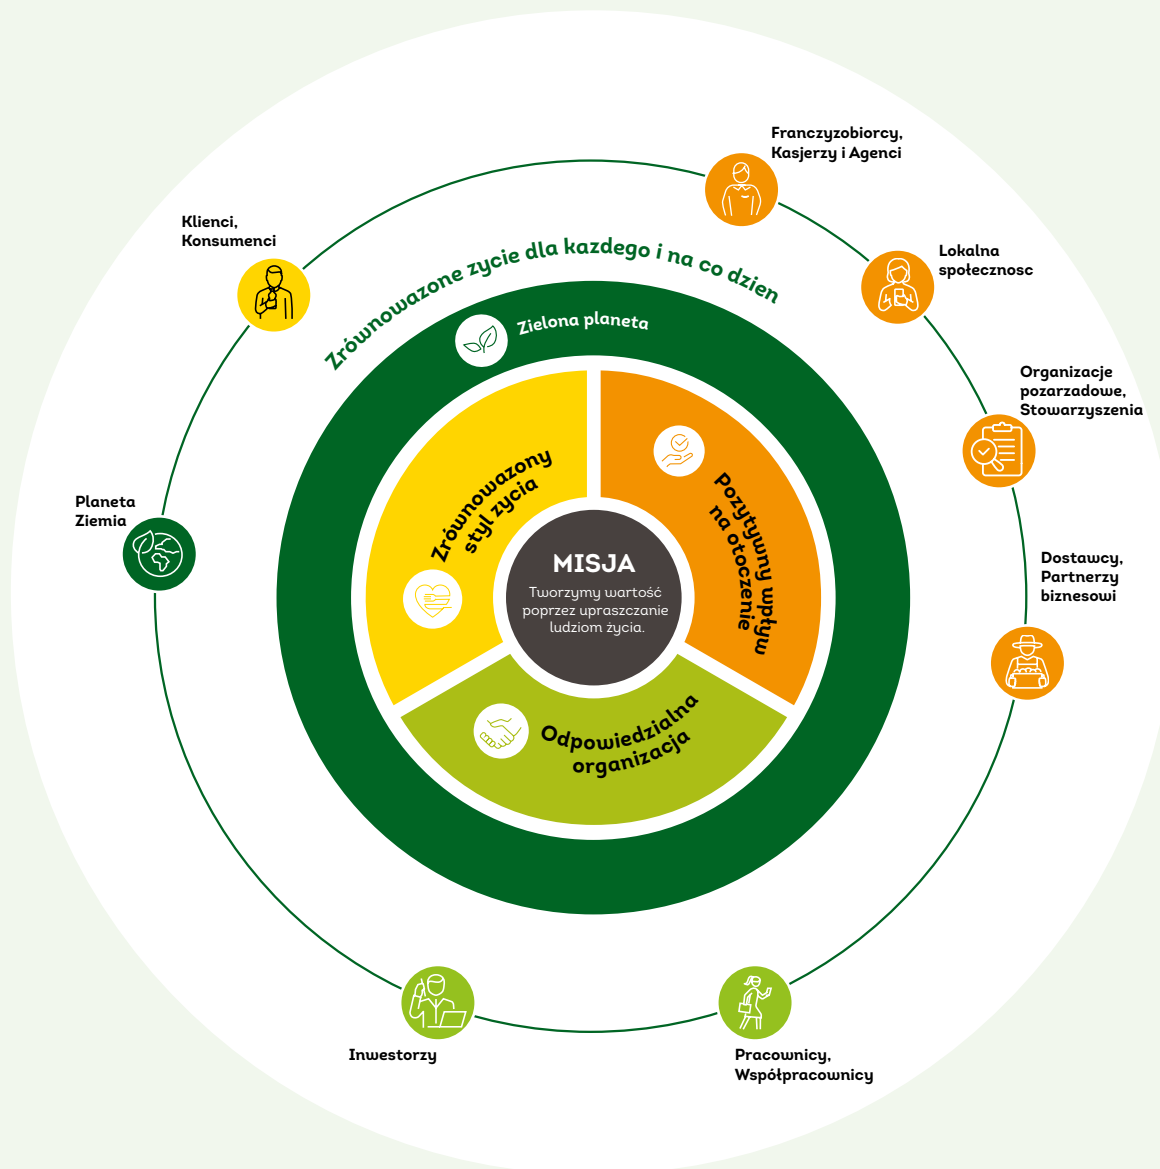 Franczyzobiorcy,
Kasjerzy i Agenci
Klienci,
Konsumenci
Lokalna
społecznosc
Zrównowazone zycie dla kazdego i na co dzien
Zielona planeta
Organizacje
pozarzadowe,
Stowarzyszenia
Zrównowazony
styl zycia
Pozytywny wpływ
na otoczenie
Planeta
Ziemia
MISJA
Tworzymy wartość
poprzez upraszczanie
ludziom życia.
Dostawcy,
Partnerzy
biznesowi
Odpowiedzialna
organizacja
Inwestorzy
Pracownicy,
Współpracownicy